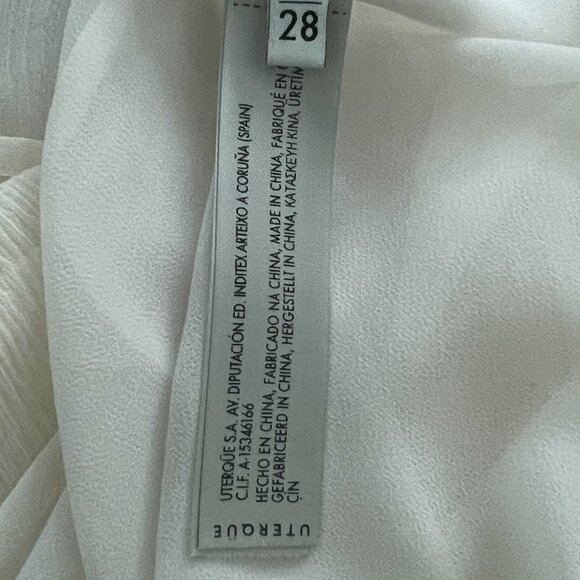 28
UTERQÜE S.A. AV. DIPUTACIÓN ED. INDITEX ARTEIXO A CORUÑA (SPAIN)
C.I.F. A-15346166
HECHO EN CHINA, FABRICADO NA CHINA, MADE IN CHINA, FABRIQUÉ EN C
GEFABRICEERD IN CHINA, HERGESTELLT IN CHINA, ΚΑΤΑΣΚΕΥΗ ΚΙΝΑ, ÜRETİM
ÇİN
UTERQÜE